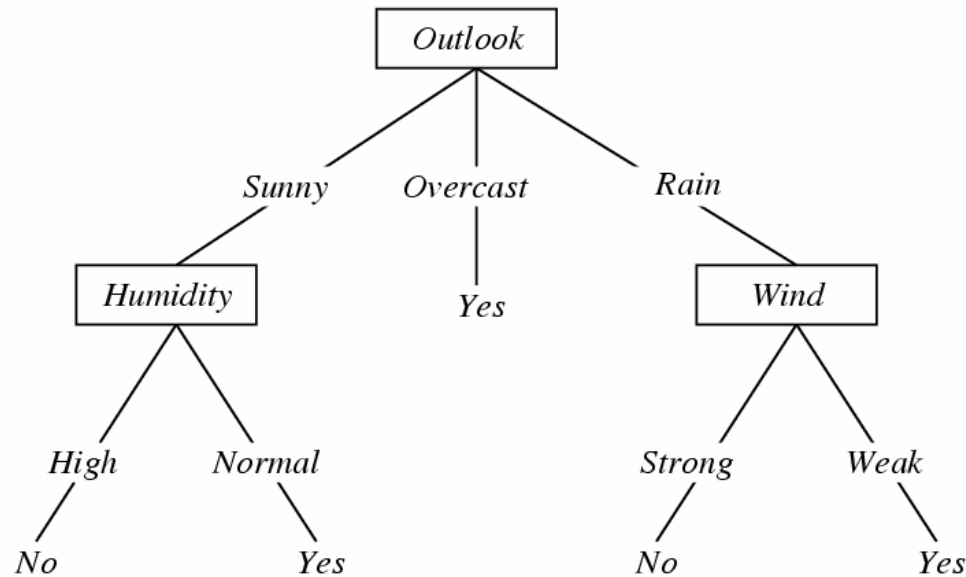 Outlook
Sunny Overcast Rain
Humidity Yes Wind
High Normal Strong Weak
No Yes No Yes